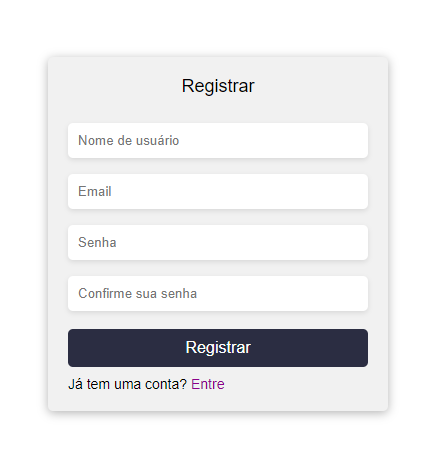 Registrar
Nome de usuário
Email
Senha
Confirme sua senha
Registrar
Já tem uma conta? Entre